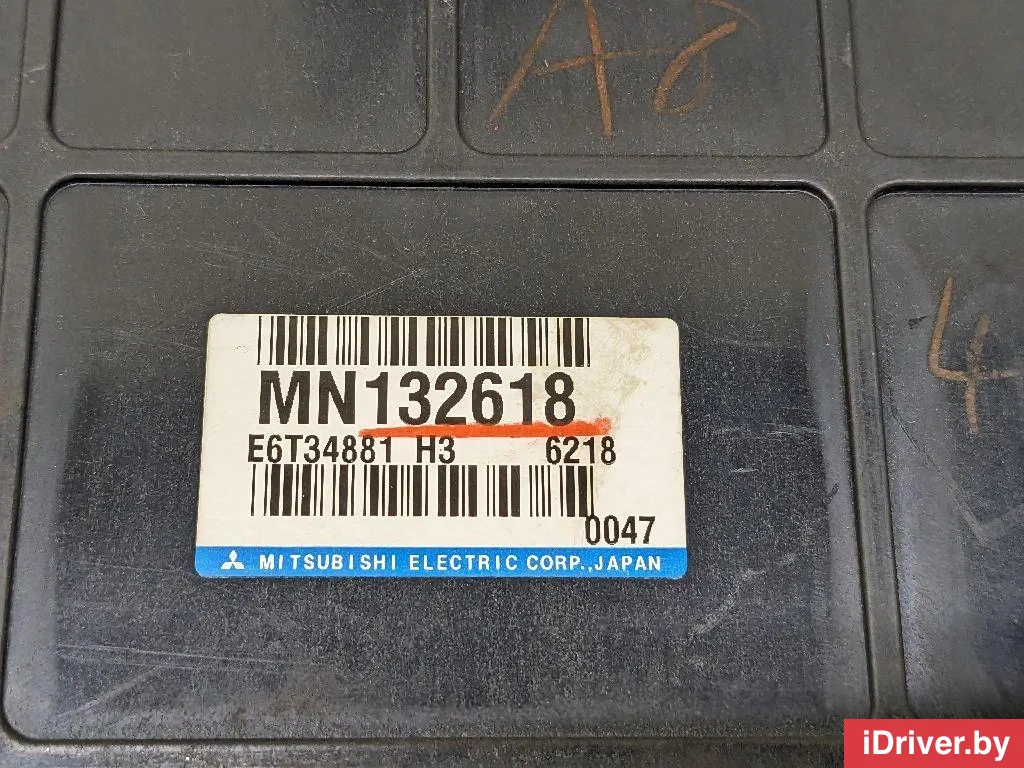 A8
MN132618
E6T34881 H3 6218
4
0047
MITSUBISHI ELECTRIC CORP.,JAPAN
iDriver.by